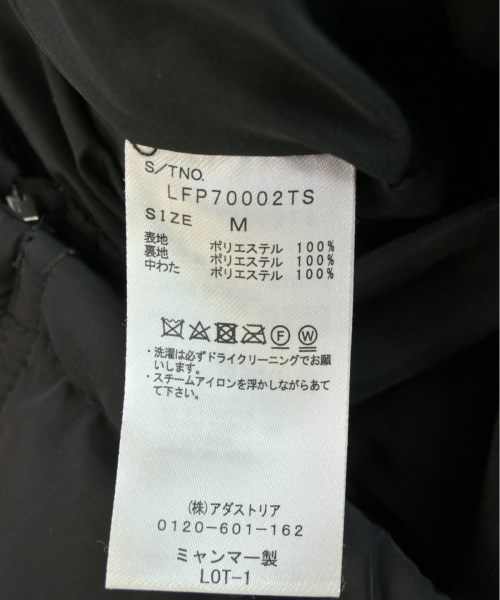 S/TNO.
LFP70002TS
SIZE M
表地 ポリエステル 100%
裏地 ポリエステル 100%
中わた ポリエステル 100%
F W
・洗濯は必ずドライクリーニングでお願
いします。
・スチームアイロンを浮かしながらあて
て下さい。
(株)アダストリア
0120-601-162
ミャンマー製
LOT-1